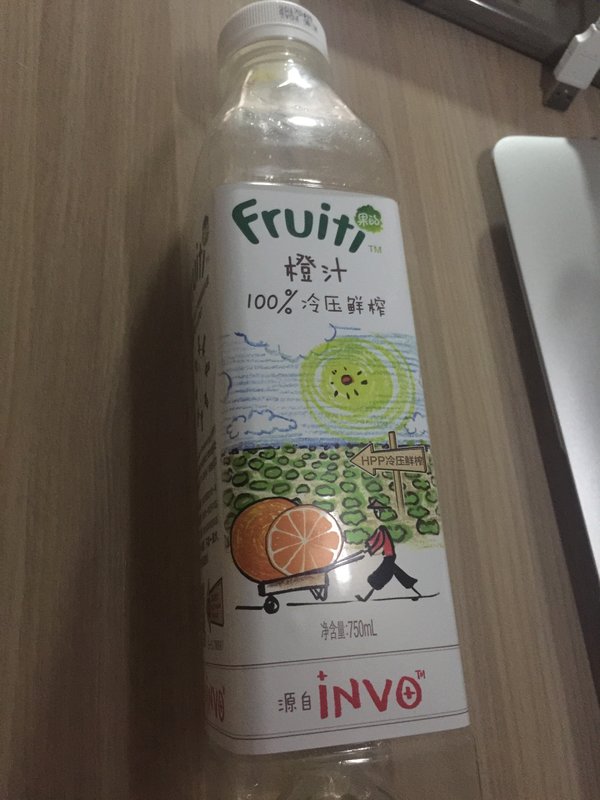 Fruiti 果的 TM
橙汁
100% 冷压鲜榨
HPP冷压鲜榨
净含量:750mL
源自 iNVO TM